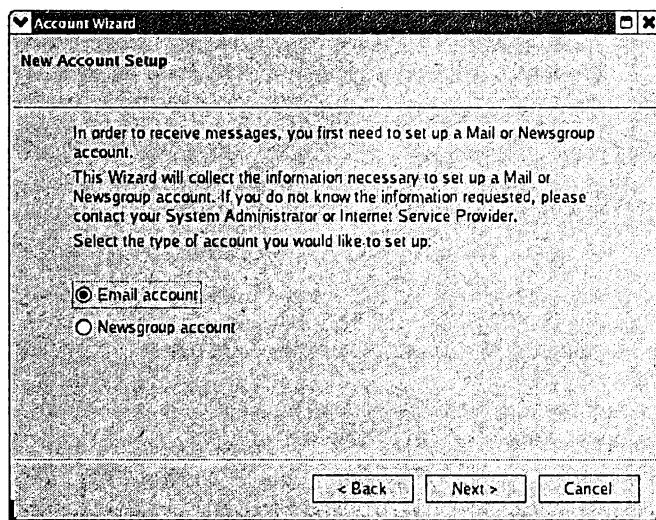 Account Wizard
New Account Setup
In order to receive messages, you first need to set up a Mail or Newsgroup
account.
This Wizard will collect the information necessary to set up a Mail or
Newsgroup account. If you do not know the information requested, please
contact your System Administrator or Internet Service Provider.
Select the type of account you would like to set up:
Email account
Newsgroup account
< Back Next > Cancel